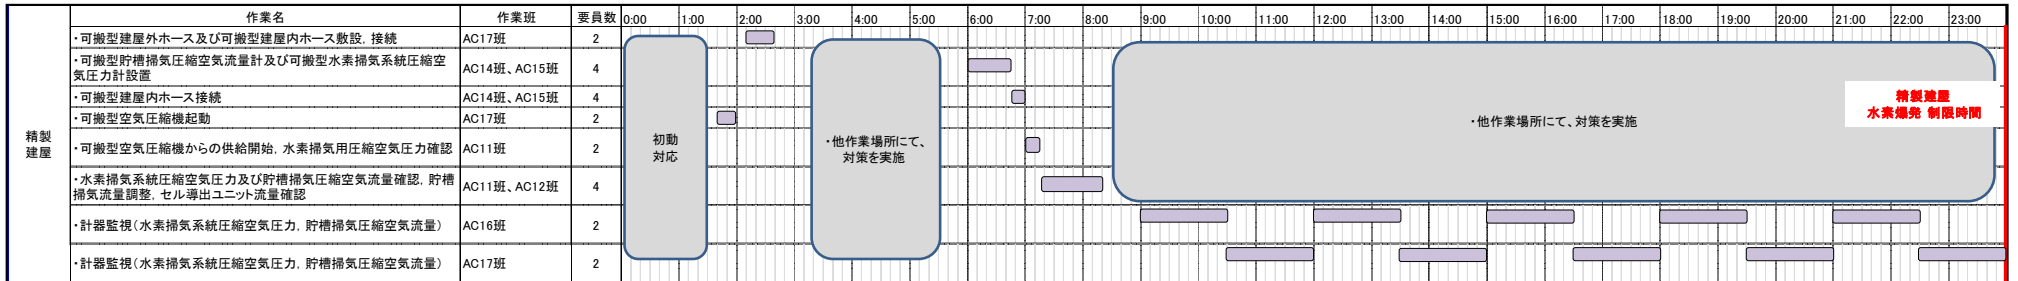 作業名 作業班 要員数 0:00 1:00 2:00 3:00 4:00 5:00 6:00 7:00 8:00 9:00 10:00 11:00 12:00 13:00 14:00 15:00 16:00 17:00 18:00 19:00 20:00 21:00 22:00 23:00
精製
建屋
・可搬型建屋外ホース及び可搬型建屋内ホース敷設, 接続 AC17班 2
・可搬型貯槽掃気圧縮空気流量計及び可搬型水素掃気系統圧縮空
気圧力計設置 AC14班、AC15班 4
・可搬型建屋内ホース接続 AC14班、AC15班 4
・可搬型空気圧縮機起動 AC17班 2
・可搬型空気圧縮機からの供給開始, 水素掃気用圧縮空気圧力確認 AC11班 2
・水素掃気系統圧縮空気圧力及び貯槽掃気圧縮空気流量確認, 貯槽
掃気流量調整, セル導出ユニット流量確認 AC11班、AC12班 4
・計器監視（水素掃気系統圧縮空気圧力, 貯槽掃気圧縮空気流量） AC16班 2
・計器監視（水素掃気系統圧縮空気圧力, 貯槽掃気圧縮空気流量） AC17班 2
初動
対応
・他作業場所にて、
対策を実施
・他作業場所にて、対策を実施
精製建屋
水素爆発 制限時間